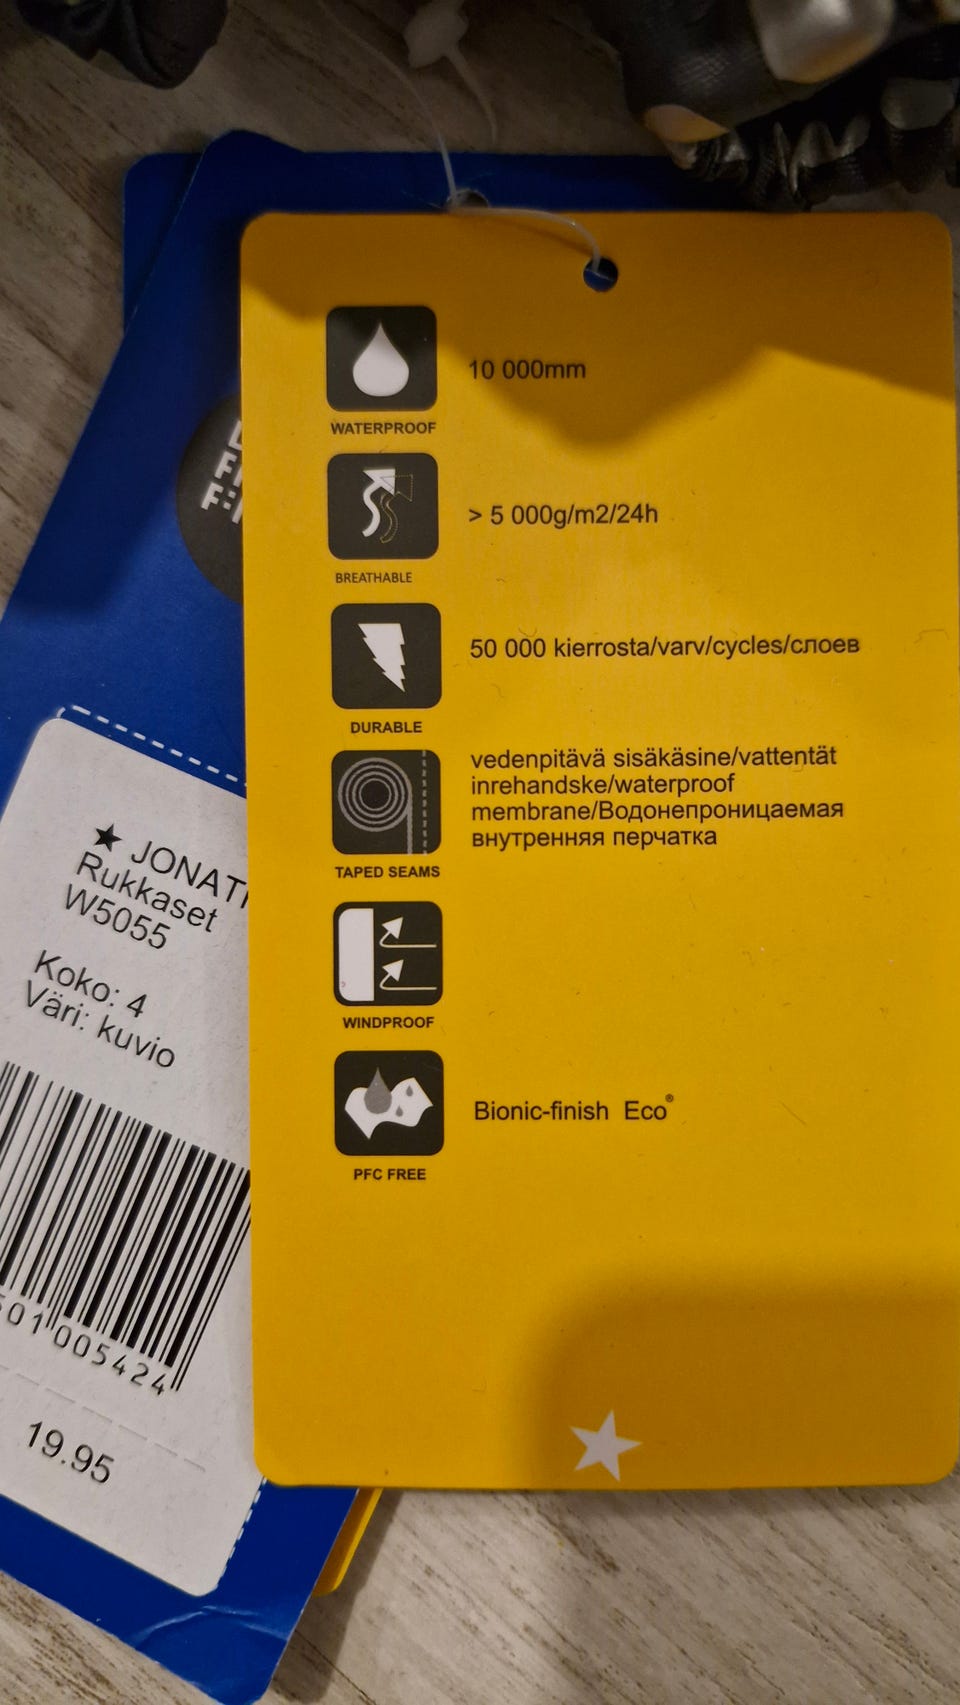 10 000mm
WATERPROOF
> 5 000g/m2/24h
BREATHABLE
50 000 kierrosta/varv/cycles/слоев
DURABLE
vedenpitävä sisäkäsine/vattentät
inrehandske/waterproof
membrane/Водонепроницаемая
внутренняя перчатка
TAPED SEAMS
WINDPROOF
Bionic-finish Eco®
PFC FREE
★ JONAT
Rukkaset
W5055
Koko: 4
Väri: kuvio
01005424
19.95